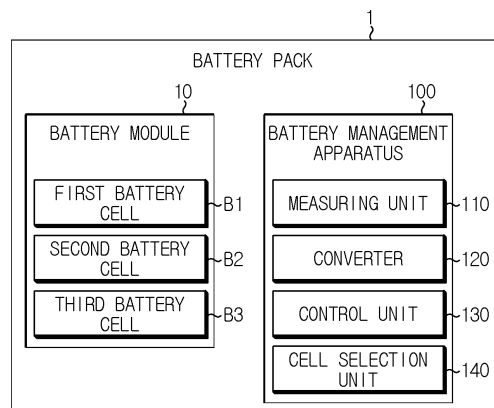 1
BATTERY PACK
10
BATTERY MODULE
FIRST BATTERY
CELL
B1
SECOND BATTERY
CELL
B2
THIRD BATTERY
CELL
B3
100
BATTERY MANAGEMENT
APPARATUS
MEASURING UNIT
110
CONVERTER
120
CONTROL UNIT
130
CELL SELECTION
UNIT
140